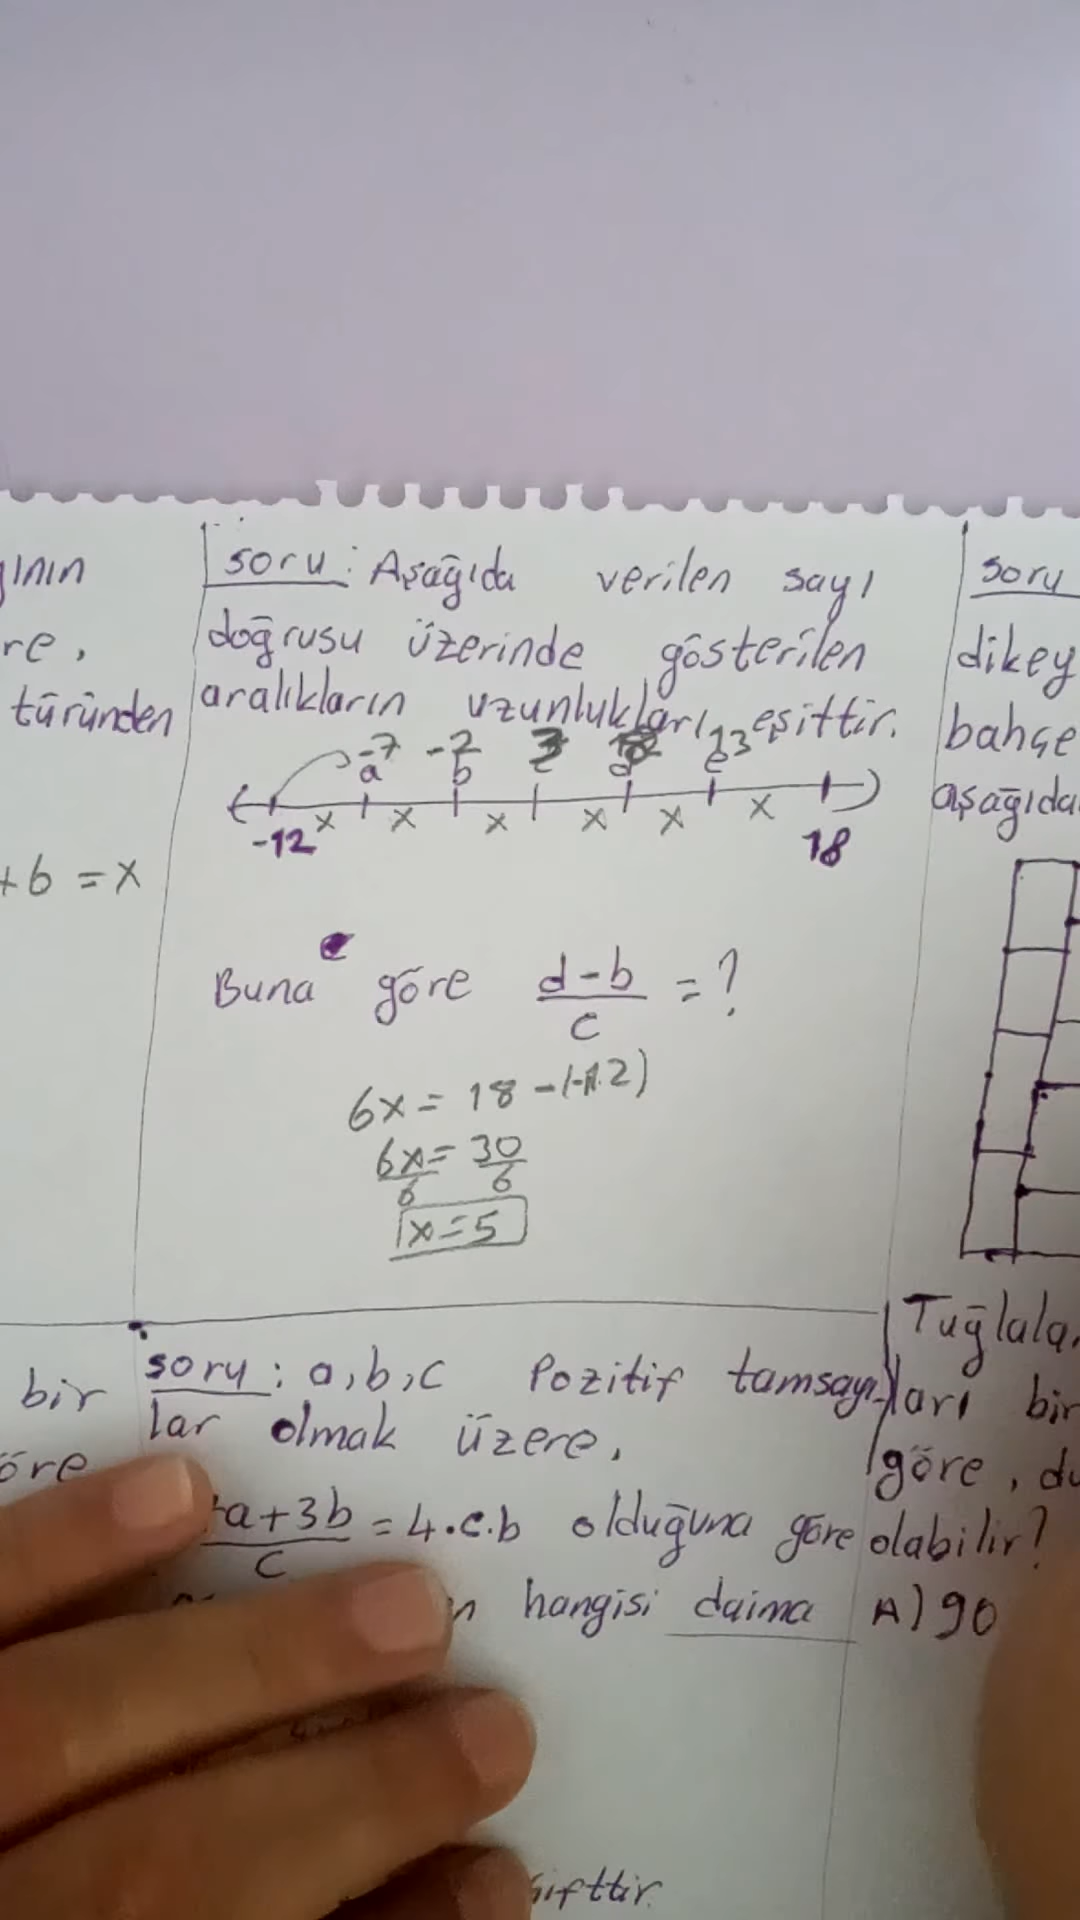 ının
re,
türünden
+b = x
bir
öre
soru: Aşağıda verilen sayı
doğrusu üzerinde gösterilen
aralıkların uzunlukları eşittir.
-7 -2 3 8 13
a b c d e
x x x x x x
-12 18
Buna göre d-b/c = ?
6x = 18-(-12)
6x/6 = 30/6
x=5
soru: a,b,c Pozitif tamsayı-
lar olmak üzere,
a+3b/c = 4.c.b olduğuna göre
n hangisi daima
çifttir.
soru
dikey
bahçe
aşağıda
Tuğlala
ları bir
göre, du
olabilir?
A) 90